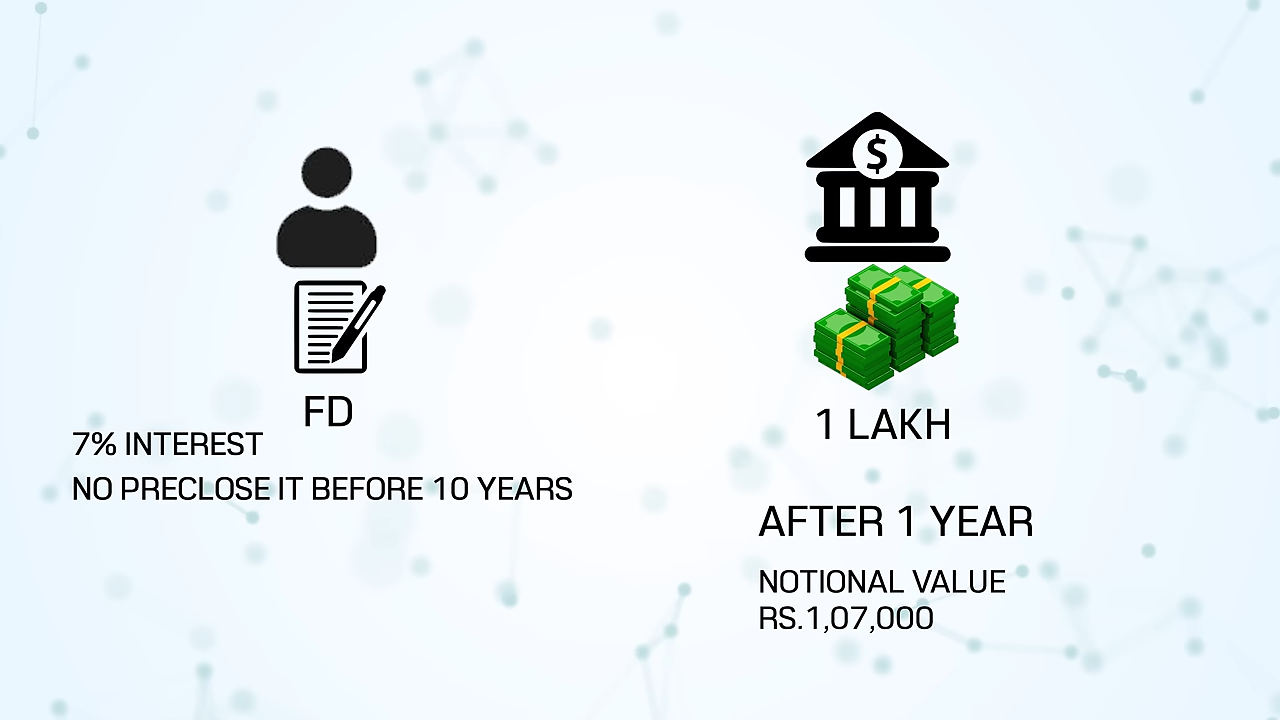 $
FD
7% INTEREST
NO PRECLOSE IT BEFORE 10 YEARS
1 LAKH
AFTER 1 YEAR
NOTIONAL VALUE
RS.1,07,000